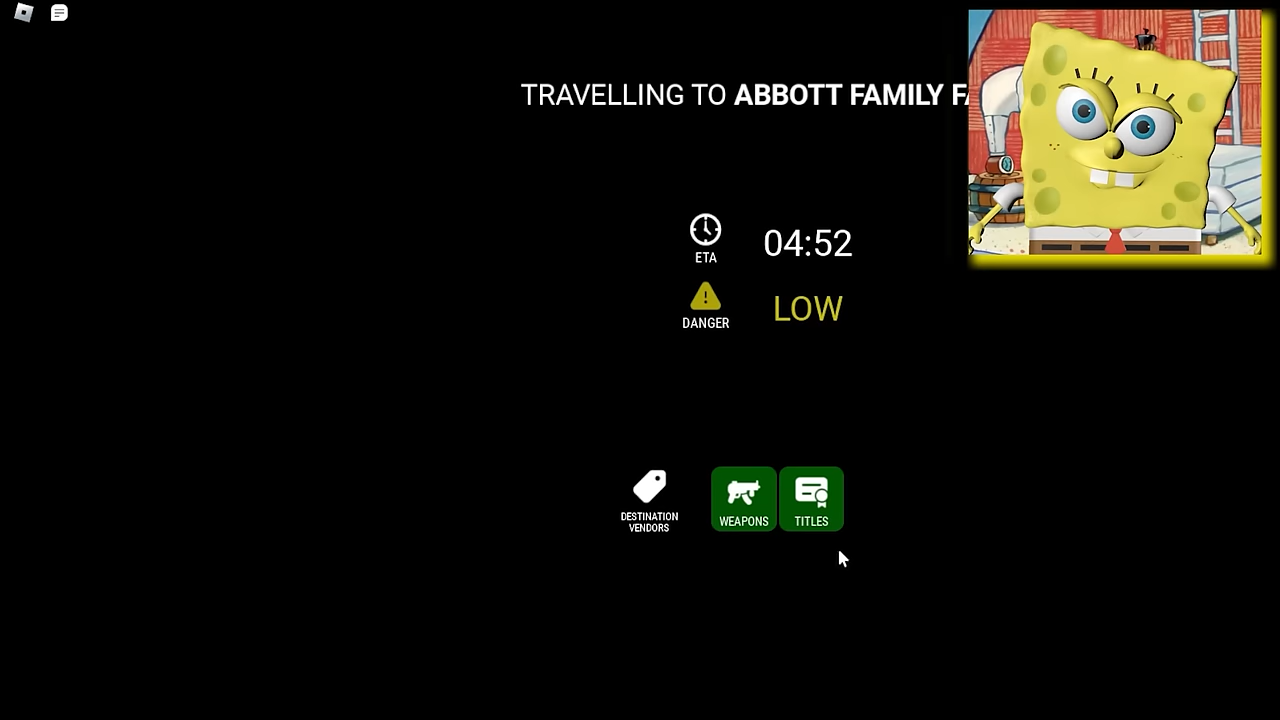 TRAVELLING TO ABBOTT FAMILY
ETA
04:52
DANGER
LOW
DESTINATION
VENDORS
WEAPONS
TITLES